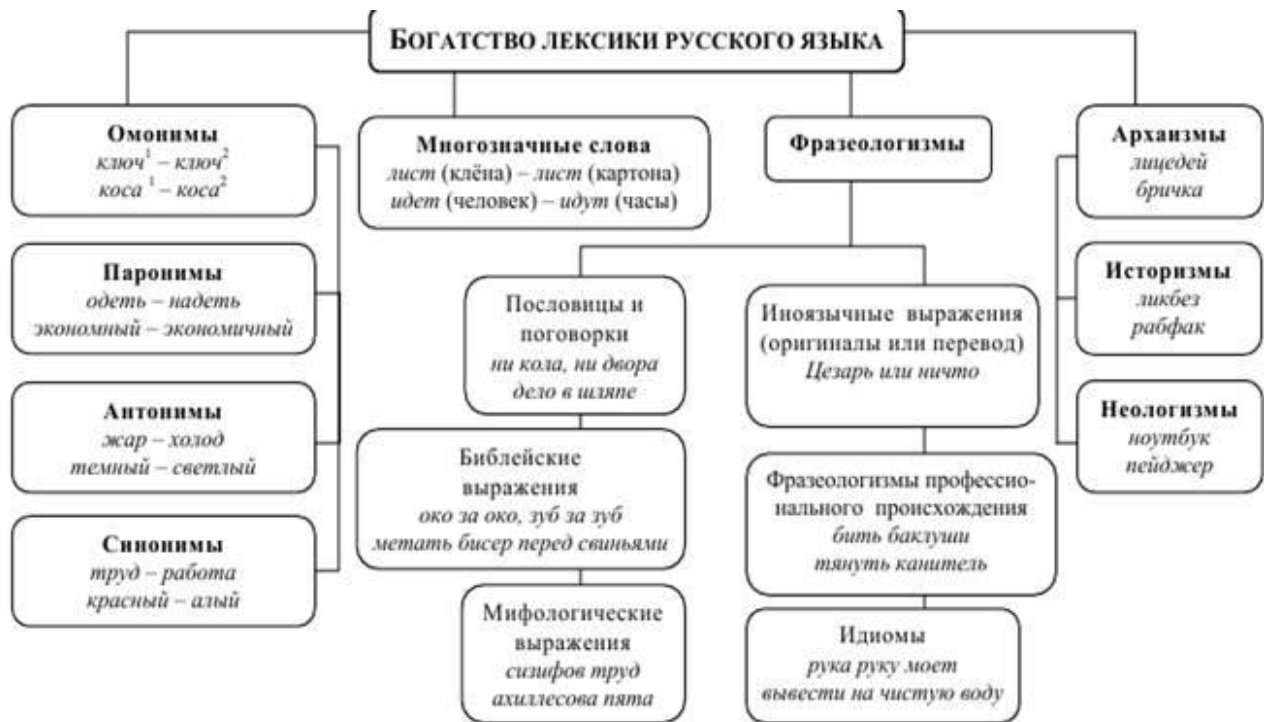 БОГАТСТВО ЛЕКСИКИ РУССКОГО ЯЗЫКА
Омонимы
ключ¹ – ключ²
коса ¹ – коса²
Паронимы
одеть – надеть
экономный – экономичный
Антонимы
жар – холод
темный – светлый
Синонимы
труд – работа
красный – алый
Многозначные слова
лист (клёна) – лист (картона)
идет (человек) – идут (часы)
Фразеологизмы
Пословицы и
поговорки
ни кола, ни двора
дело в шляпе
Библейские
выражения
око за око, зуб за зуб
метать бисер перед свиньями
Мифологические
выражения
сизифов труд
ахиллесова пята
Иноязычные выражения
(оригиналы или перевод)
Цезарь или ничто
Фразеологизмы профессио-
нального происхождения
бить баклуши
тянуть канитель
Идиомы
рука руку моет
вывести на чистую воду
Архаизмы
лицедей
бричка
Историзмы
ликбез
рабфак
Неологизмы
ноутбук
пейджер